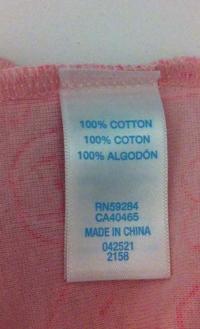 100% COTTON
100% COTON
100% ALGODÓN
RN59284
CA40465
MADE IN CHINA
042521
2158